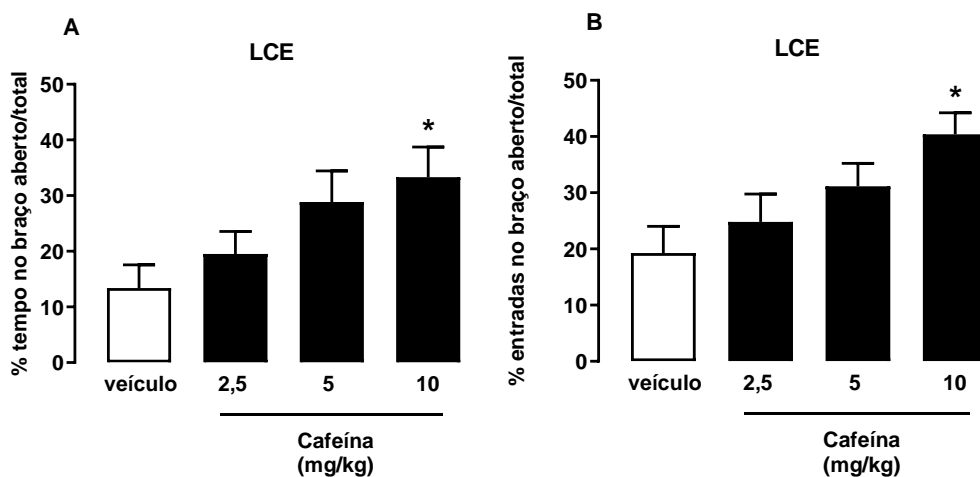 A
LCE
% tempo no braço aberto/total
50
40
30
20
10
0
*
veículo
2,5
5
10
Cafeína
(mg/kg)
B
LCE
% entradas no braço aberto/total
50
40
30
20
10
0
*
veículo
2,5
5
10
Cafeína
(mg/kg)